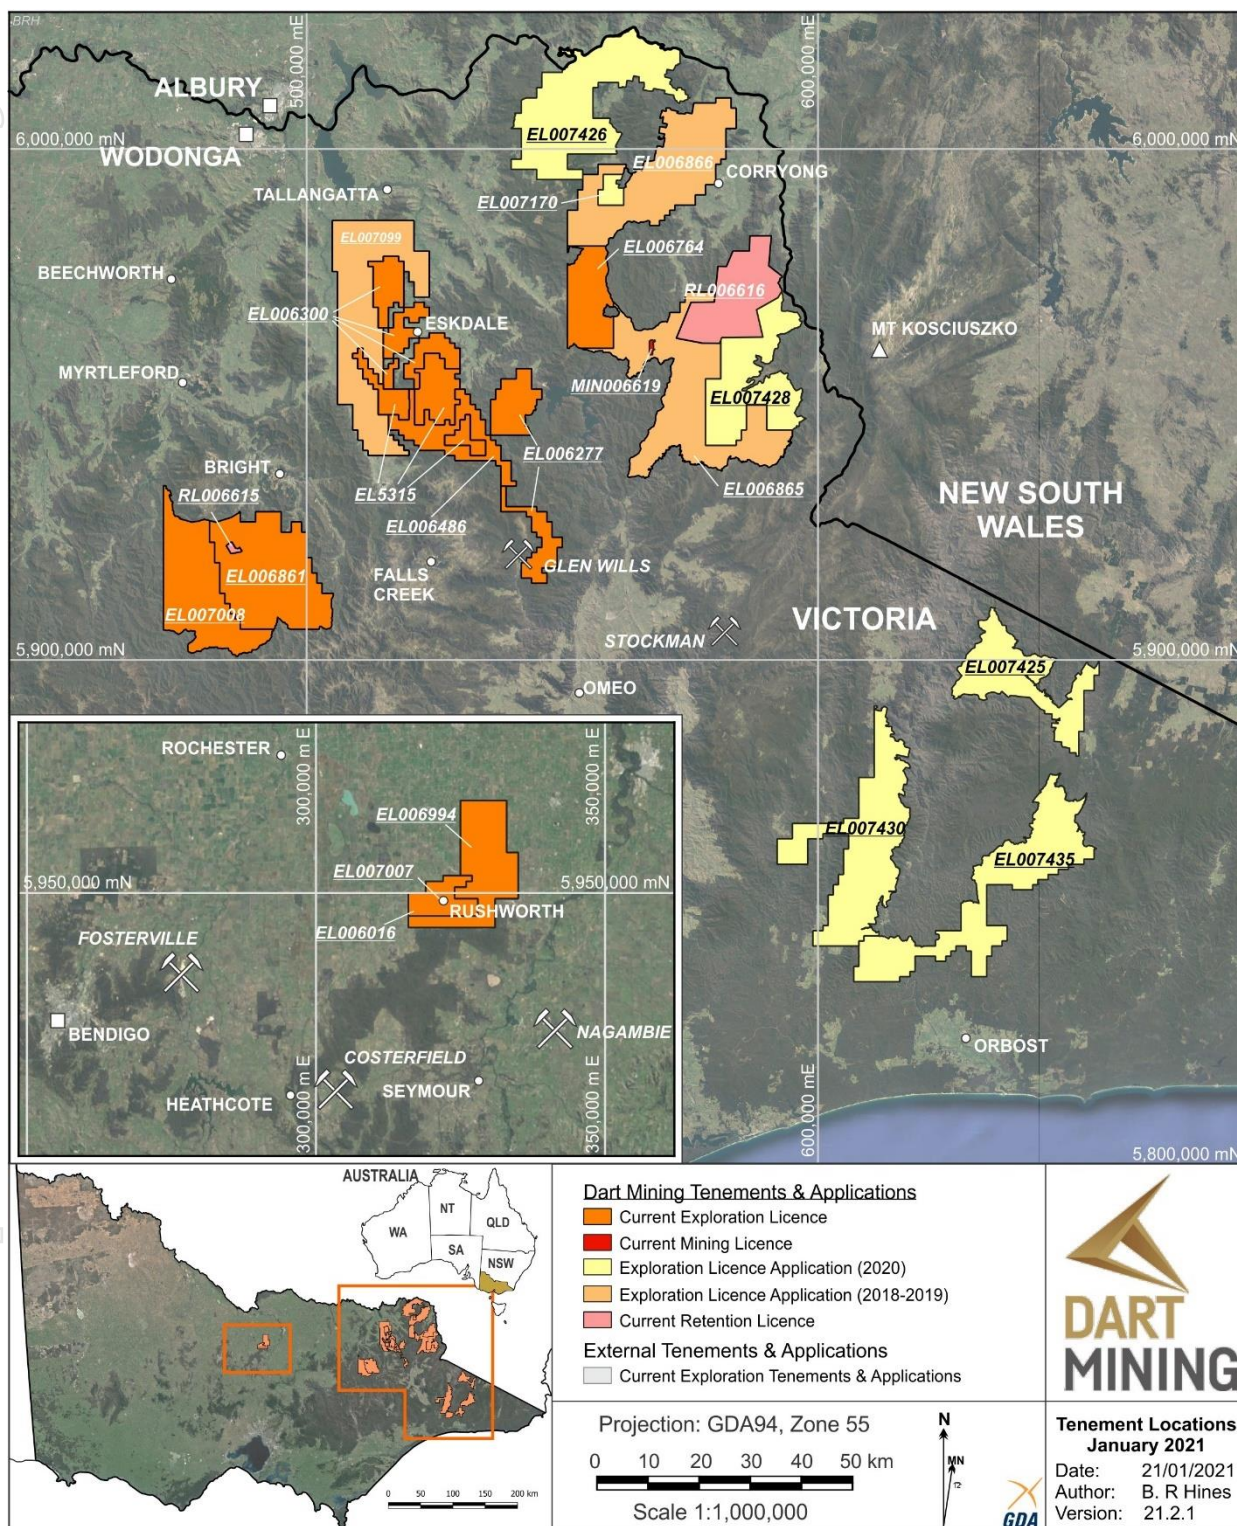 BRH
500,000 mE
600,000 mE
ALBURY
6,000,000 mN
6,000,000 mN
WODONGA
EL007426
EL006866
CORRYONG
TALLANGATTA
EL007170
EL007099
EL006764
BEECHWORTH
RL006616
EL006300
ESKDALE
MT KOSCIUSZKO
MYRTLEFORD
MIN006619
EL007428
EL006277
BRIGHT
EL5315
EL006865
RL006615
EL006486
NEW SOUTH
WALES
GLEN WILLS
EL006861
FALLS
CREEK
EL007008
VICTORIA
STOCKMAN
5,900,000 mN
5,900,000 mN
EL007425
OMEO
ROCHESTER
300,000 m E
350,000 m E
EL006994
EL007430
EL007435
EL007007
5,950,000 mN
5,950,000 mN
RUSHWORTH
EL006016
FOSTERVILLE
BENDIGO
NAGAMBIE
ORBOST
COSTERFIELD
SEYMOUR
HEATHCOTE
300,000 m E
350,000 m E
600,000 mE
5,800,000 mN
AUSTRALIA
NT
QLD
WA
SA
NSW
0 50 100 150 200 km
Dart Mining Tenements & Applications
Current Exploration Licence
Current Mining Licence
Exploration Licence Application (2020)
Exploration Licence Application (2018-2019)
Current Retention Licence
External Tenements & Applications
Current Exploration Tenements & Applications
DART
MINING
Projection: GDA94, Zone 55
0 10 20 30 40 50 km
Scale 1:1,000,000
N
MN
GDA
Tenement Locations
January 2021
Date: 21/01/2021
Author: B. R Hines
Version: 21.2.1